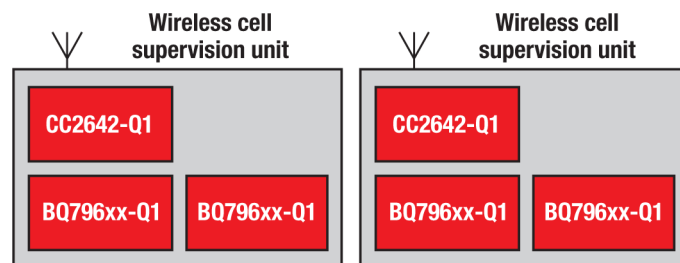 Wireless cell
supervision unit
CC2642-Q1
BQ796xx-Q1
BQ796xx-Q1
Wireless cell
supervision unit
CC2642-Q1
BQ796xx-Q1
BQ796xx-Q1